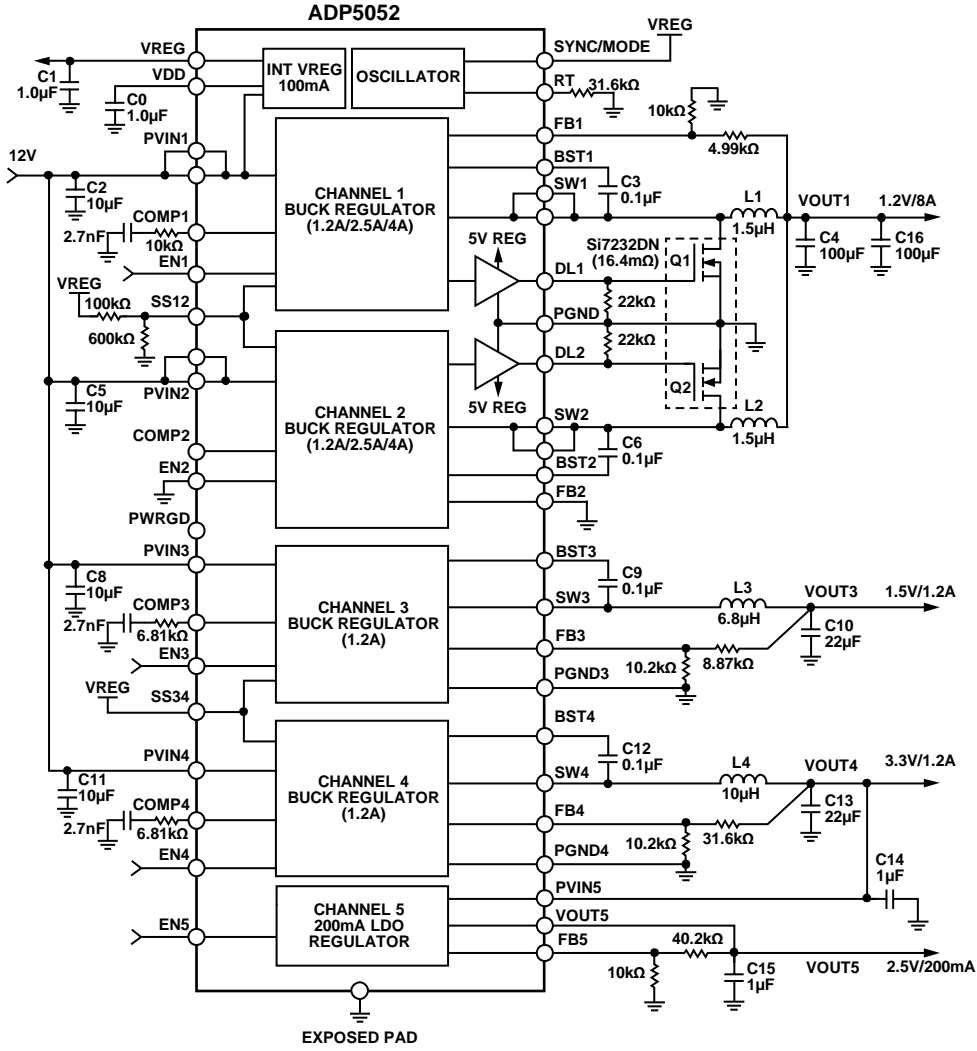 ADP5052
VREG
C1
1.0µF
VDD
C0
1.0µF
INT VREG
100mA
OSCILLATOR
SYNC/MODE
VREG
RT
31.6kΩ
FB1
10kΩ
4.99kΩ
PVIN1
12V
C2
10µF
COMP1
2.7nF
10kΩ
EN1
CHANNEL 1
BUCK REGULATOR
(1.2A/2.5A/4A)
BST1
C3
0.1µF
SW1
L1
1.5µH
VOUT1
1.2V/8A
C4
100µF
C16
100µF
Si7232DN
(16.4mΩ)
Q1
5V REG
DL1
22kΩ
PGND
22kΩ
DL2
5V REG
Q2
VREG
100kΩ
SS12
600kΩ
C5
10µF
PVIN2
COMP2
EN2
CHANNEL 2
BUCK REGULATOR
(1.2A/2.5A/4A)
SW2
L2
1.5µH
C6
0.1µF
BST2
FB2
PWRGD
PVIN3
C8
10µF
COMP3
2.7nF
6.81kΩ
EN3
CHANNEL 3
BUCK REGULATOR
(1.2A)
BST3
C9
0.1µF
SW3
L3
6.8µH
VOUT3
1.5V/1.2A
C10
22µF
FB3
10.2kΩ
8.87kΩ
PGND3
VREG
SS34
PVIN4
C11
10µF
COMP4
2.7nF
6.81kΩ
EN4
CHANNEL 4
BUCK REGULATOR
(1.2A)
BST4
C12
0.1µF
SW4
L4
10µH
VOUT4
3.3V/1.2A
C13
22µF
FB4
10.2kΩ
31.6kΩ
PGND4
C14
1µF
PVIN5
EN5
CHANNEL 5
200mA LDO
REGULATOR
VOUT5
FB5
40.2kΩ
10kΩ
C15
1µF
VOUT5
2.5V/200mA
EXPOSED PAD